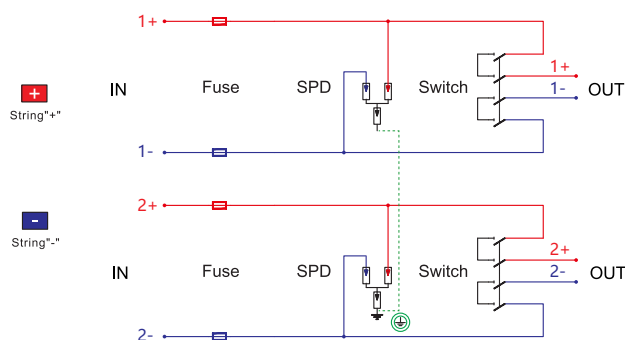 1+
+
String"+"
IN Fuse SPD Switch 1+ 1- OUT
1-
2+
-
String"-"
IN Fuse SPD Switch 2+ 2- OUT
2-